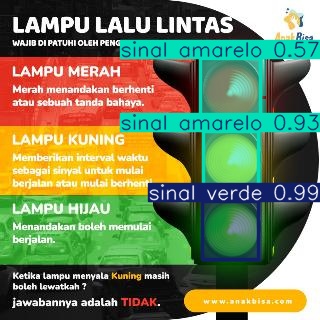 LAMPU LALU LINTAS
WAJIB DI PATUHI OLEH PENG
AnakBisa
sinal amarelo 0.57
LAMPU MERAH
Merah menandakan berhenti
atau sebuah tanda bahaya.
sinal amarelo 0.93
LAMPU KUNING
Memberikan interval waktu
sebagai sinyal untuk mulai
berjalan atau mulai berhenti
sinal verde 0.99
LAMPU HIJAU
Menandakan boleh memulai
berjalan.
Ketika lampu menyala Kuning masih
boleh lewatkah ?
jawabannya adalah TIDAK.
www.anakbisa.com